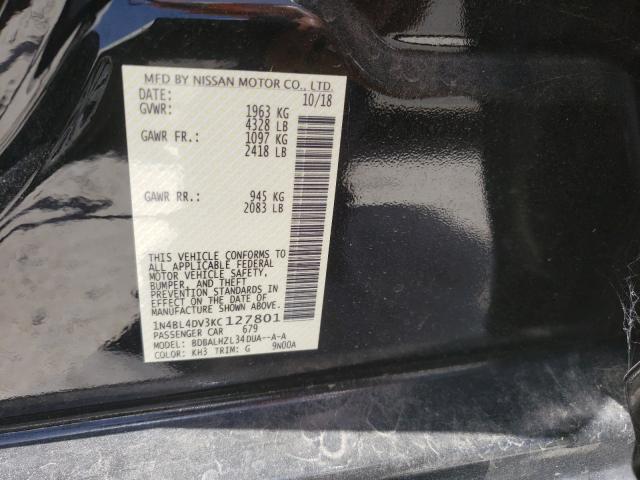 MFD BY NISSAN MOTOR CO., LTD.
DATE: 10/18
GVWR: 1963 KG
4328 LB
GAWR FR.: 1097 KG
2418 LB
GAWR RR.: 945 KG
2083 LB
THIS VEHICLE CONFORMS TO
ALL APPLICABLE FEDERAL
MOTOR VEHICLE SAFETY,
BUMPER, AND THEFT
PREVENTION STANDARDS IN
EFFECT ON THE DATE OF
MANUFACTURE SHOWN ABOVE.
1N4BL4DV3KC127801
PASSENGER CAR 679
MODEL: BDBALHZL34DUA--A-A
COLOR: KH3 TRIM: G 9N00A